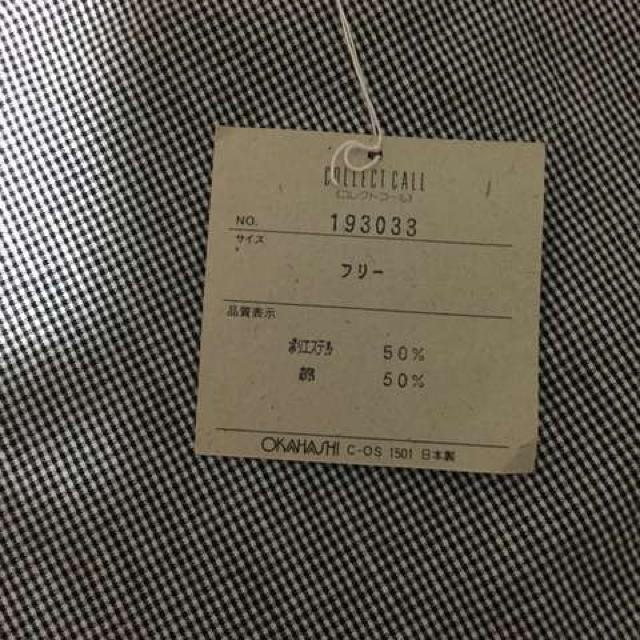 COLLECT CALL
(コレクトコール)
NO. 193033
サイズ
フリー
品質表示
ポリエステル 50%
綿 50%
OKAHASHI C-OS 1501 日本製